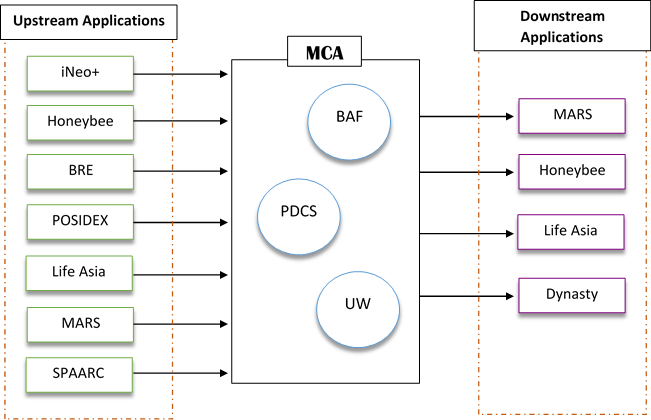 Upstream Applications
iNeo+
Honeybee
BRE
POSIDEX
Life Asia
MARS
SPAARC
MCA
BAF
PDCS
UW
Downstream
Applications
MARS
Honeybee
Life Asia
Dynasty